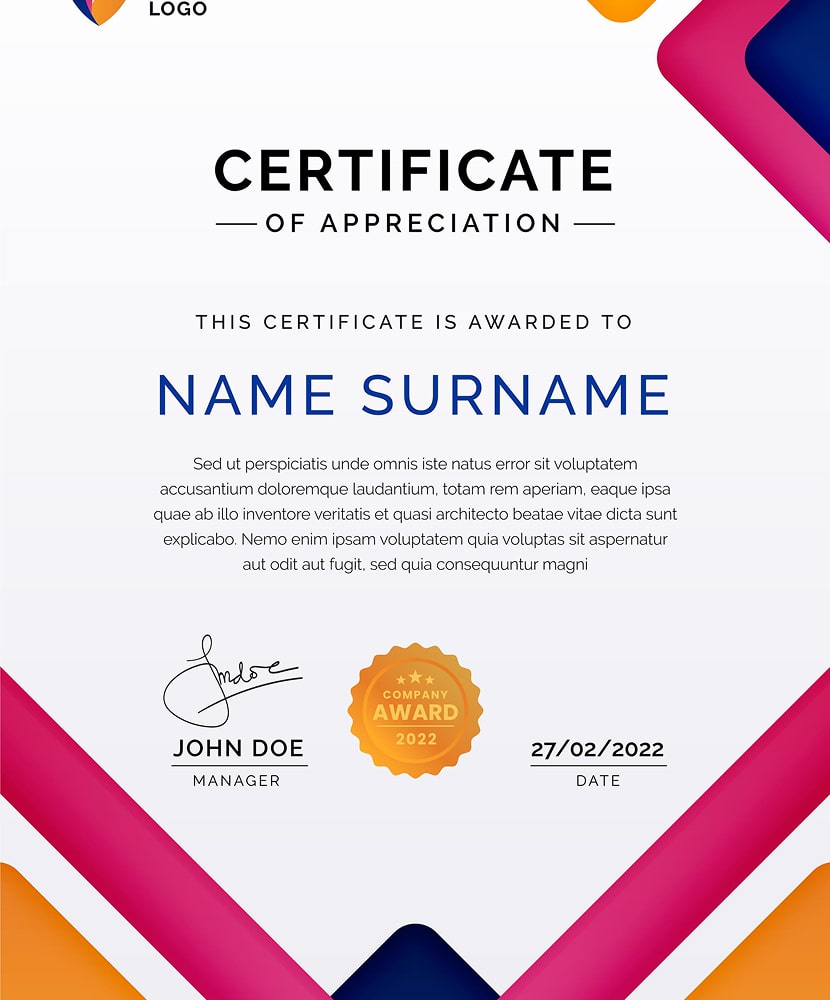 LOGO
CERTIFICATE
OF APPRECIATION
THIS CERTIFICATE IS AWARDED TO
NAME SURNAME
Sed ut perspiciatis unde omnis iste natus error sit voluptatem
accusantium doloremque laudantium, totam rem aperiam, eaque ipsa
quae ab illo inventore veritatis et quasi architecto beatae vitae dicta sunt
explicabo. Nemo enim ipsam voluptatem quia voluptas sit aspernatur
aut odit aut fugit, sed quia consequuntur magni
Jhndoe
JOHN DOE
MANAGER
COMPANY
AWARD
2022
27/02/2022
DATE